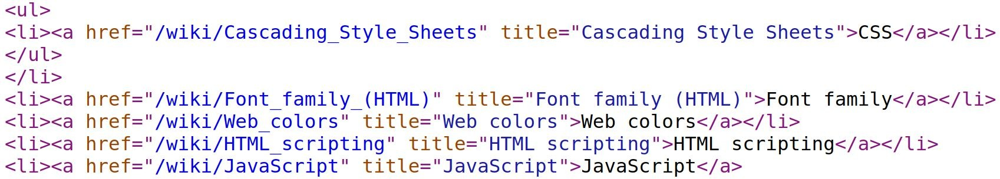 <ul>
<li><a href="/wiki/Cascading_Style_Sheets" title="Cascading Style Sheets">CSS</a></li>
</ul>
</li>
<li><a href="/wiki/Font_family_(HTML)" title="Font family (HTML)">Font family</a></li>
<li><a href="/wiki/Web_colors" title="Web colors">Web colors</a></li>
<li><a href="/wiki/HTML_scripting" title="HTML scripting">HTML scripting</a></li>
<li><a href="/wiki/JavaScript" title="JavaScript">JavaScript</a>